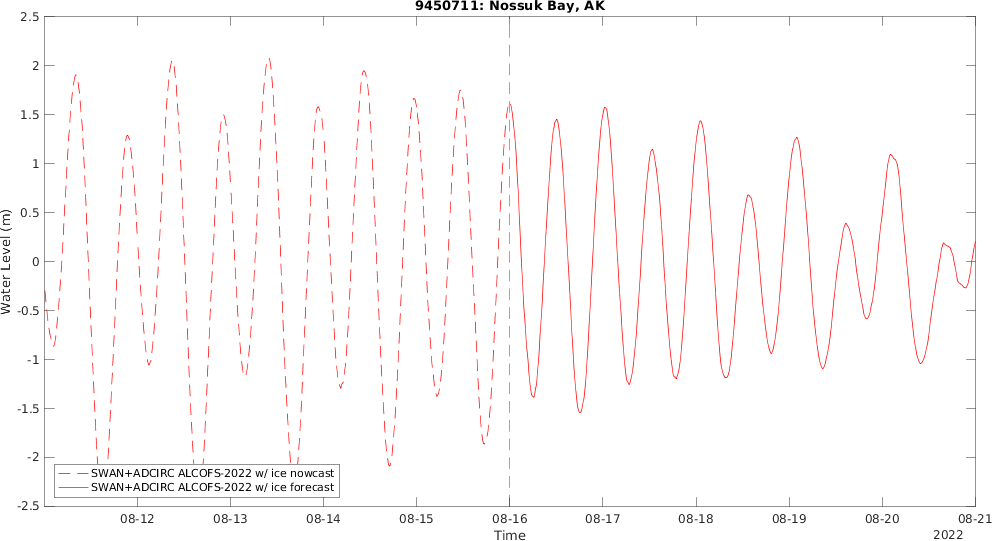 9450711: Nossuk Bay, AK
Water Level (m)
2.5
2
1.5
1
0.5
0
-0.5
-1
-1.5
-2
-2.5
SWAN+ADCIRC ALCOFS-2022 w/ ice nowcast
SWAN+ADCIRC ALCOFS-2022 w/ ice forecast
08-12 08-13 08-14 08-15 08-16 08-17 08-18 08-19 08-20 08-21
Time
2022